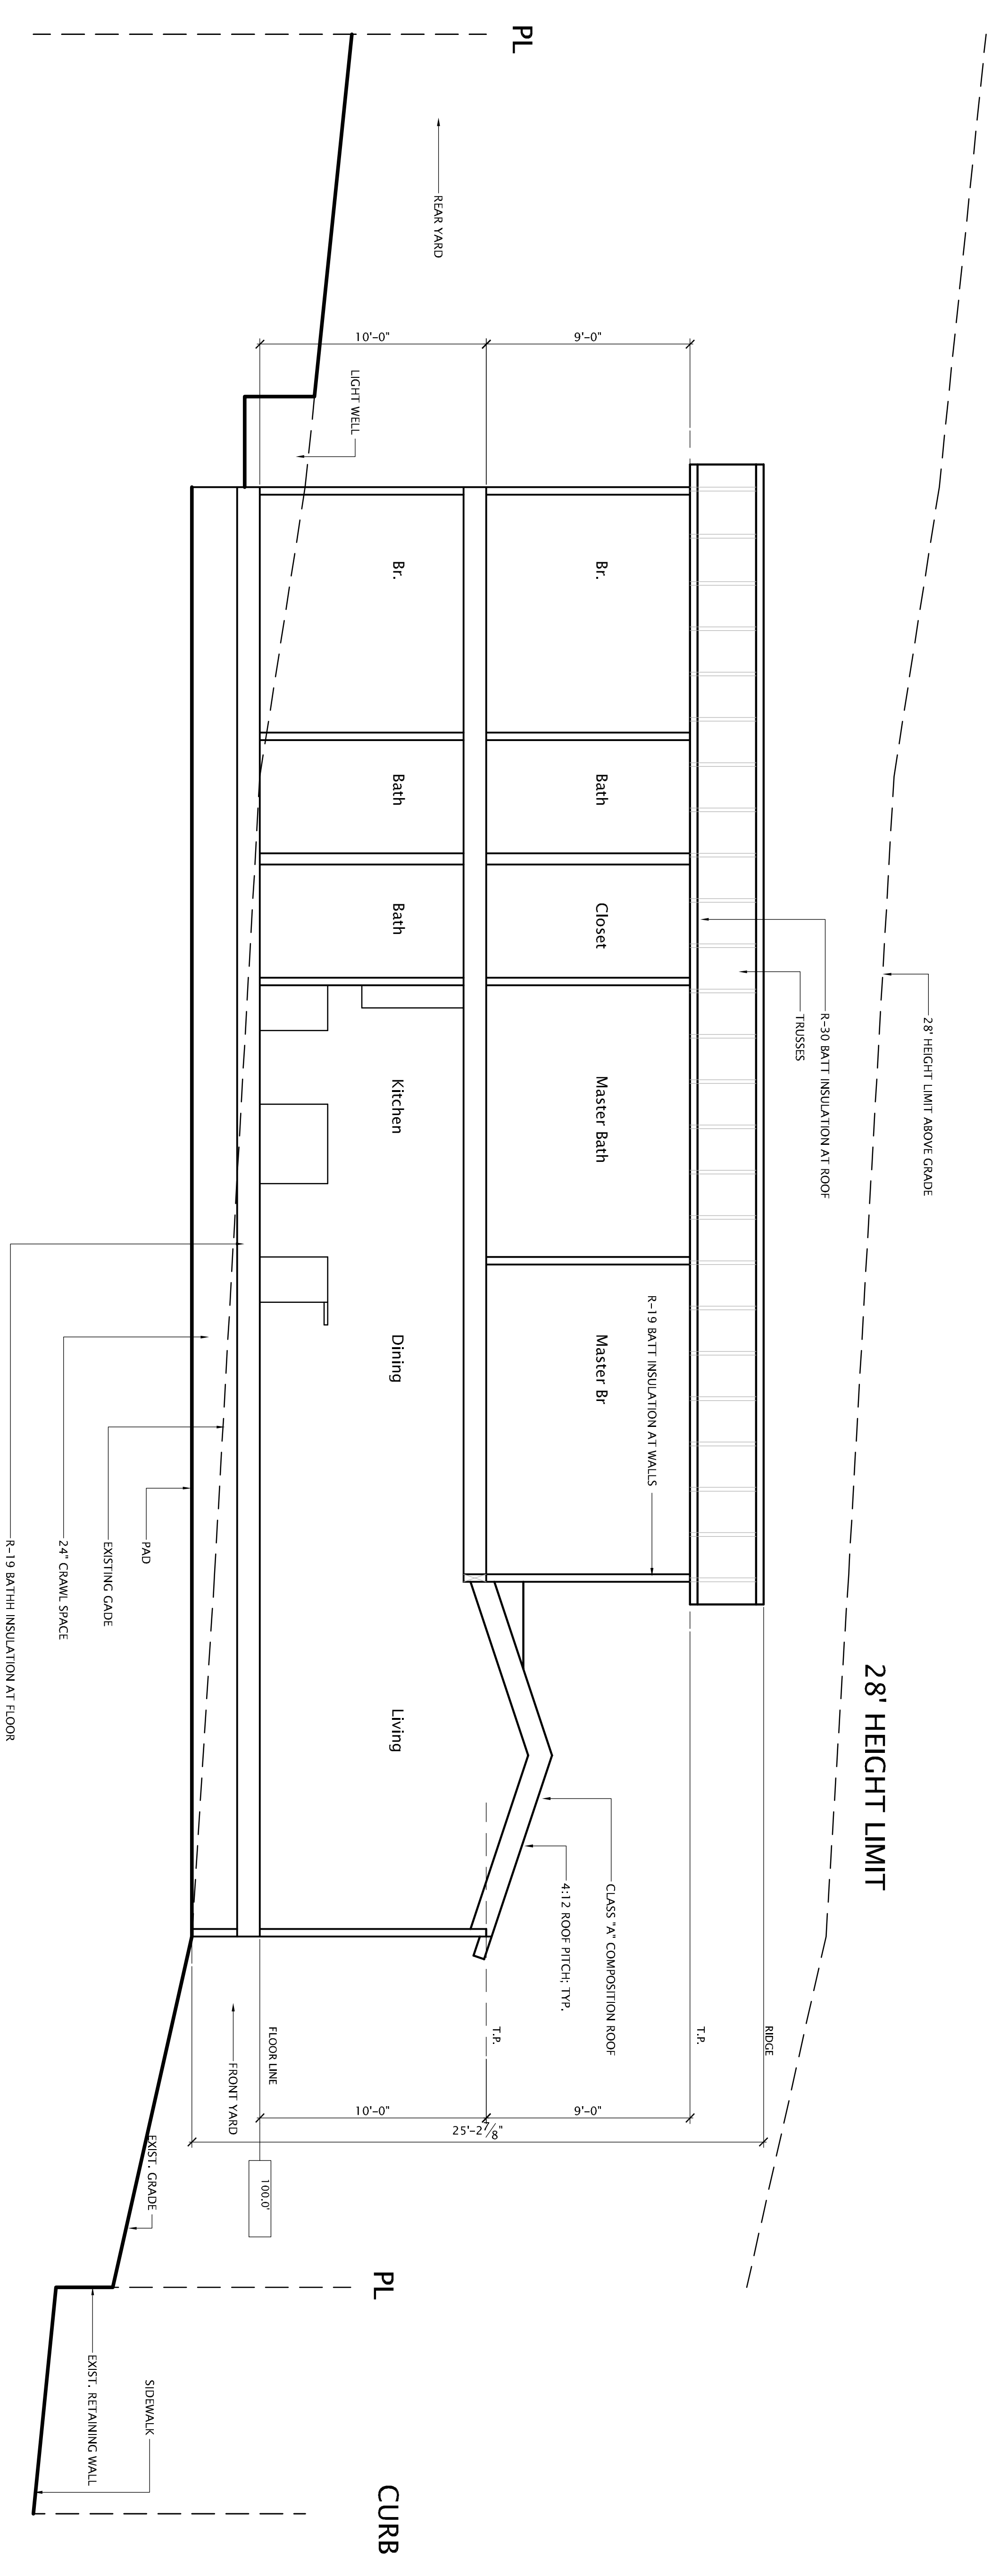 PL
REAR YARD
28' HEIGHT LIMIT ABOVE GRADE
28' HEIGHT LIMIT
R-30 BATT INSULATION AT ROOF
TRUSSES
9'-0"
10'-0"
LIGHT WELL
Br.
Bath
Closet
Master Bath
Master Br
R-19 BATT INSULATION AT WALLS
Br.
Bath
Bath
Kitchen
Dining
Living
CLASS "A" COMPOSITION ROOF
4:12 ROOF PITCH; TYP.
RIDGE
T.P.
T.P.
FLOOR LINE
9'-0"
10'-0"
25'-2 7/8"
100.0'
FRONT YARD
PAD
EXISTING GADE
24" CRAWL SPACE
R-19 BATHH INSULATION AT FLOOR
EXIST. GRADE
PL
EXIST. RETAINING WALL
SIDEWALK
CURB